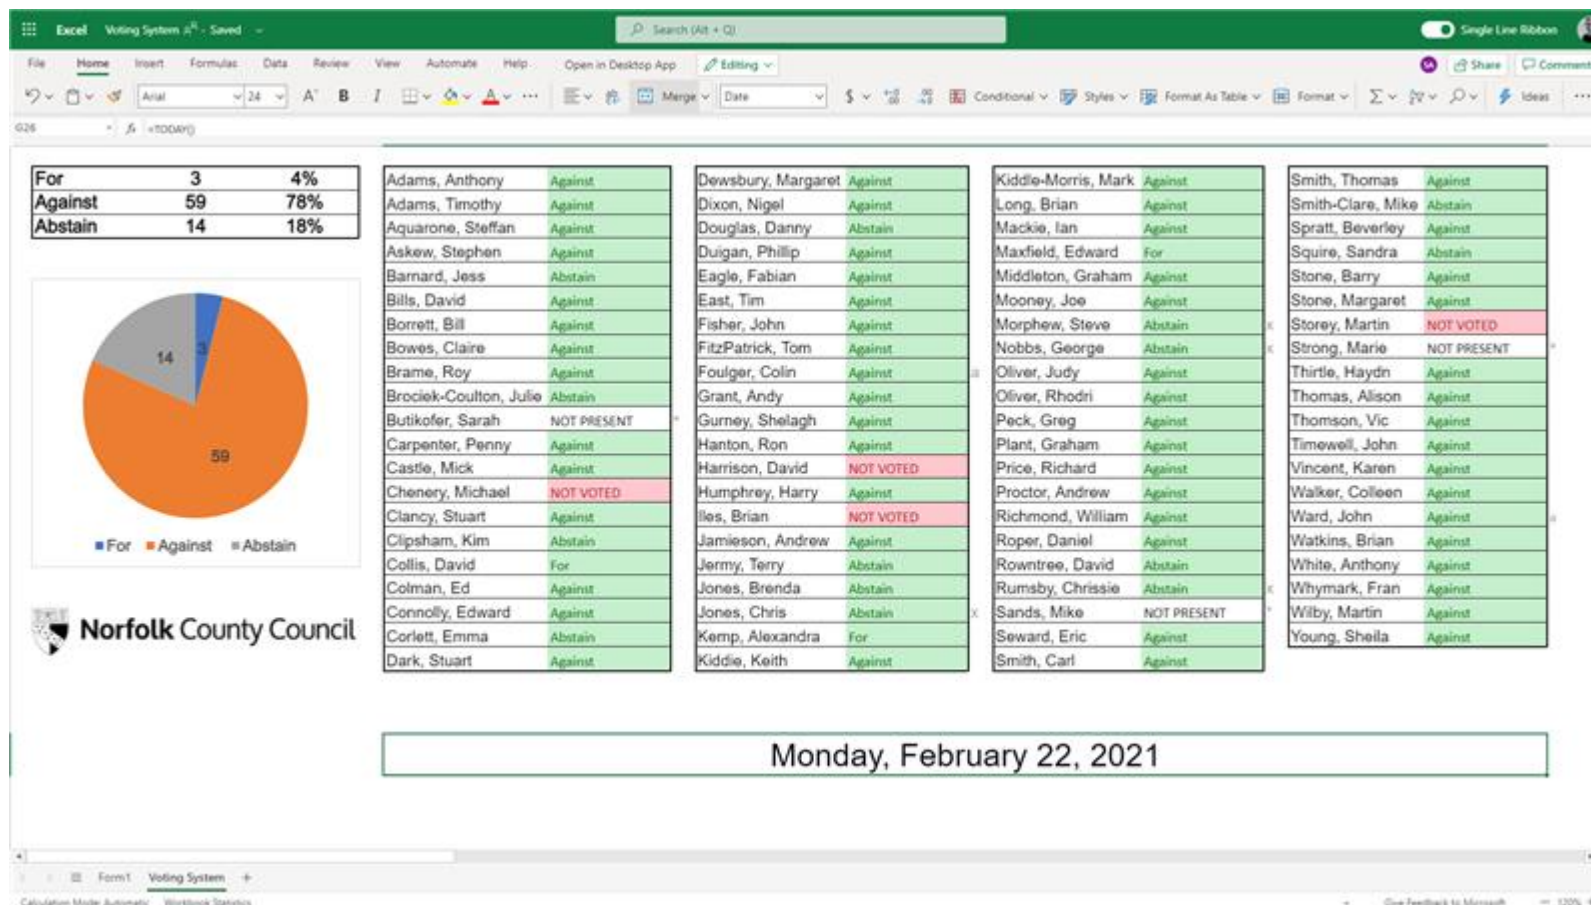 Excel Voting System - Saved
Search (Alt + Q)
Single Line Ribbon
File Home Insert Formulas Data Review View Automate Help Open in Desktop App Editing
Share Comment
Arial 24 A^ B I A ... Merge Date $ Conditional Styles Format As Table Format Ideas ...
G26 fx =TODAY()
For 3 4%
Against 59 78%
Abstain 14 18%
14
3
59
For Against Abstain
Norfolk County Council
Adams, Anthony Against
Adams, Timothy Against
Aquarone, Steffan Against
Askew, Stephen Against
Barnard, Jess Abstain
Bills, David Against
Borrett, Bill Against
Bowes, Claire Against
Brame, Roy Against
Brociek-Coulton, Julie Abstain
Butikofer, Sarah NOT PRESENT
Carpenter, Penny Against
Castle, Mick Against
Chenery, Michael NOT VOTED
Clancy, Stuart Against
Clipsham, Kim Abstain
Collis, David For
Colman, Ed Against
Connolly, Edward Against
Corlett, Emma Abstain
Dark, Stuart Against
Dewsbury, Margaret Against
Dixon, Nigel Against
Douglas, Danny Abstain
Duigan, Phillip Against
Eagle, Fabian Against
East, Tim Against
Fisher, John Against
FitzPatrick, Tom Against
Foulger, Colin Against
Grant, Andy Against
Gurney, Shelagh Against
Hanton, Ron Against
Harrison, David NOT VOTED
Humphrey, Harry Against
Iles, Brian NOT VOTED
Jamieson, Andrew Against
Jermy, Terry Abstain
Jones, Brenda Abstain
Jones, Chris Abstain
Kemp, Alexandra For
Kiddie, Keith Against
Kiddle-Morris, Mark Against
Long, Brian Against
Mackie, Ian Against
Maxfield, Edward For
Middleton, Graham Against
Mooney, Joe Against
Morphew, Steve Abstain
Nobbs, George Abstain
Oliver, Judy Against
Oliver, Rhodri Against
Peck, Greg Against
Plant, Graham Against
Price, Richard Against
Proctor, Andrew Against
Richmond, William Against
Roper, Daniel Against
Rowntree, David Abstain
Rumsby, Chrissie Abstain
Sands, Mike NOT PRESENT
Seward, Eric Against
Smith, Carl Against
Smith, Thomas Against
Smith-Clare, Mike Abstain
Spratt, Beverley Against
Squire, Sandra Abstain
Stone, Barry Against
Stone, Margaret Against
Storey, Martin NOT VOTED
Strong, Marie NOT PRESENT
Thirtle, Haydn Against
Thomas, Alison Against
Thomson, Vic Against
Timewell, John Against
Vincent, Karen Against
Walker, Colleen Against
Ward, John Against
Watkins, Brian Against
White, Anthony Against
Whymark, Fran Against
Wilby, Martin Against
Young, Sheila Against
Monday, February 22, 2021
Form1 Voting System +
Calculation Mode: Automatic Workbook Statistics
Give Feedback to Microsoft 120%